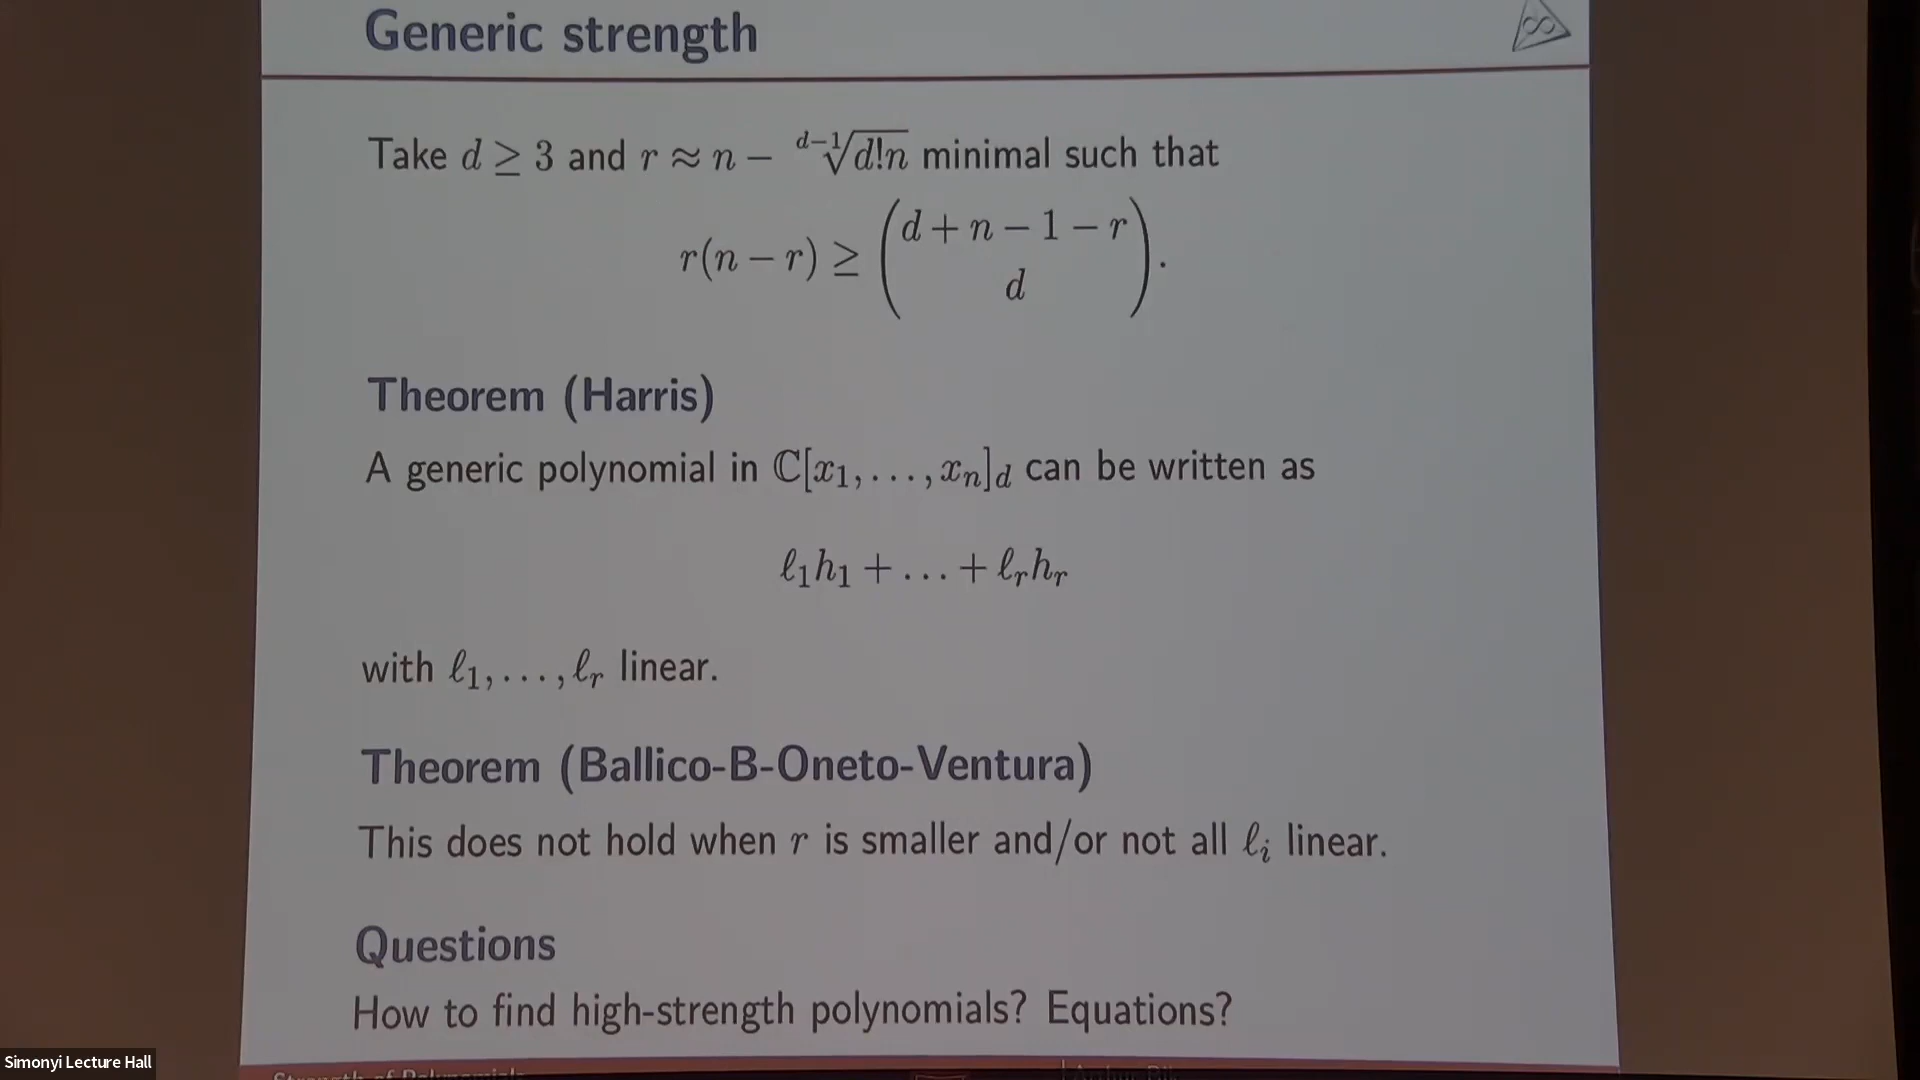 Generic strength
Take d ≥ 3 and r ≈ n − \sqrt[d-1]{d!n} minimal such that
r(n − r) ≥ \binom{d + n − 1 − r}{d}.
Theorem (Harris)
A generic polynomial in ℂ[x₁, . . . , xₙ]_d can be written as
ℓ₁h₁ + . . . + ℓᵣhᵣ
with ℓ₁, . . . , ℓᵣ linear.
Theorem (Ballico-B-Oneto-Ventura)
This does not hold when r is smaller and/or not all ℓᵢ linear.
Questions
How to find high-strength polynomials? Equations?
Simonyi Lecture Hall